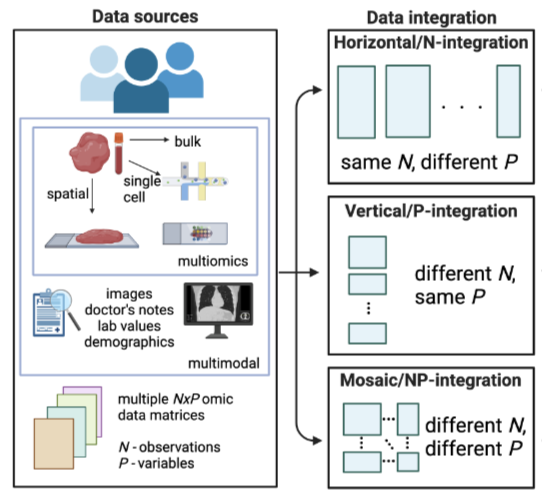 Data sources
bulk
single
cell
spatial
multiomics
images
doctor's notes
lab values
demographics
multimodal
multiple NxP omic
data matrices
N - observations
P - variables
Data integration
Horizontal/N-integration
. . .
same N, different P
Vertical/P-integration
different N,
same P
Mosaic/NP-integration
different N,
different P